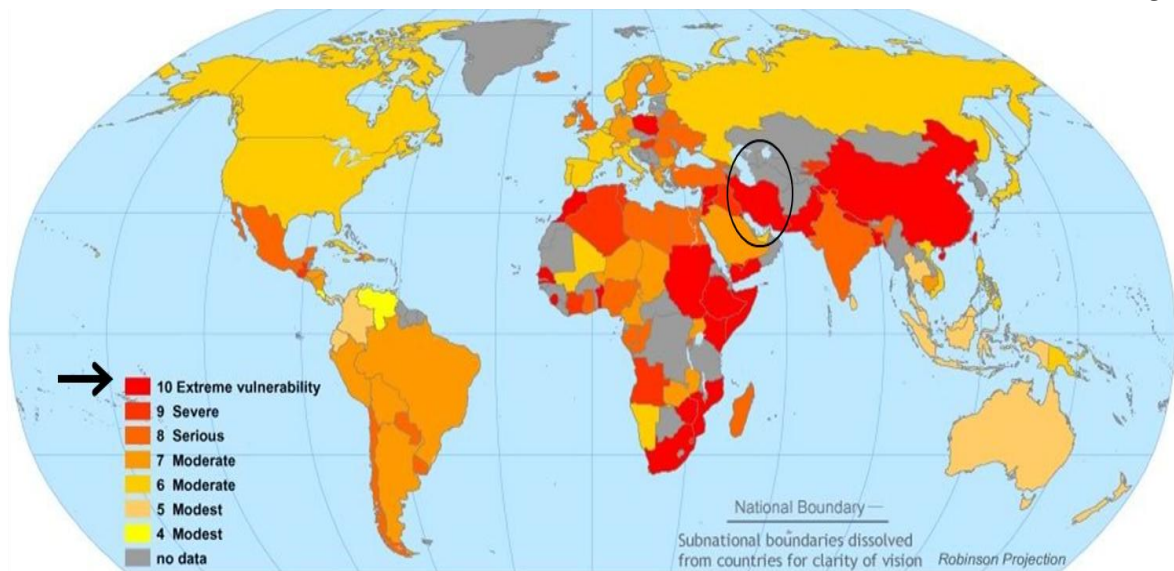 10 Extreme vulnerability
9 Severe
8 Serious
7 Moderate
6 Moderate
5 Modest
4 Modest
no data
National Boundary
Subnational boundaries dissolved
from countries for clarity of vision
Robinson Projection